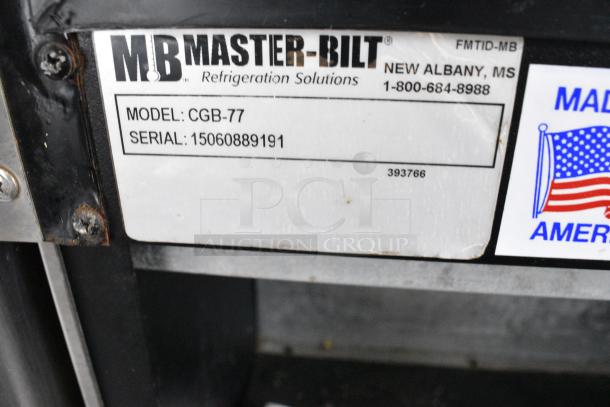 MB MASTER-BILT®
Refrigeration Solutions
FMTID-MB
NEW ALBANY, MS
1-800-684-8988
MODEL: CGB-77
SERIAL: 15060889191
393766
PCI
AUCTION GROUP
MAD
AMER